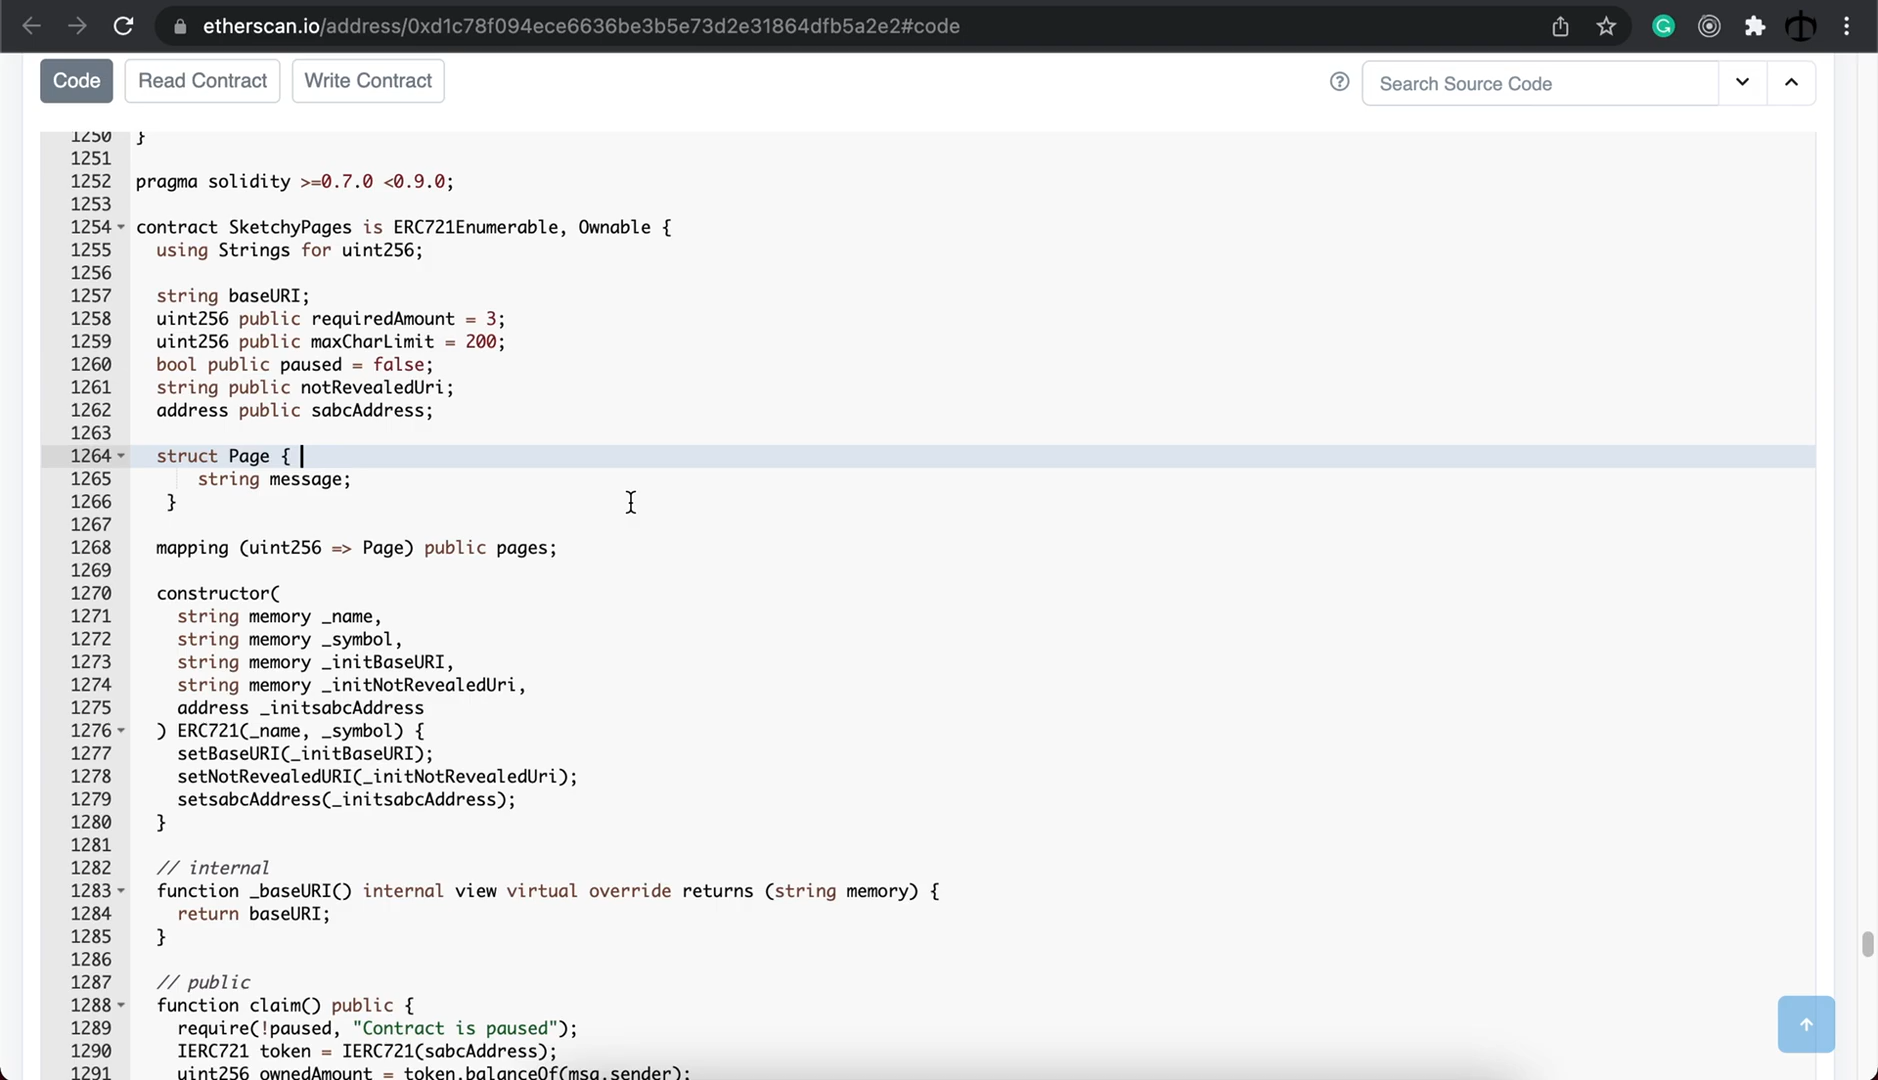 etherscan.io/address/0xd1c78f094ece6636be3b5e73d2e31864dfb5a2e2#code
Code Read Contract Write Contract Search Source Code
1250 }
1251
1252 pragma solidity >=0.7.0 <0.9.0;
1253
1254 contract SketchyPages is ERC721Enumerable, Ownable {
1255 using Strings for uint256;
1256
1257 string baseURI;
1258 uint256 public requiredAmount = 3;
1259 uint256 public maxCharLimit = 200;
1260 bool public paused = false;
1261 string public notRevealedUri;
1262 address public sabcAddress;
1263
1264 struct Page {
1265 string message;
1266 }
1267
1268 mapping (uint256 => Page) public pages;
1269
1270 constructor(
1271 string memory _name,
1272 string memory _symbol,
1273 string memory _initBaseURI,
1274 string memory _initNotRevealedUri,
1275 address _initsabcAddress
1276 ) ERC721(_name, _symbol) {
1277 setBaseURI(_initBaseURI);
1278 setNotRevealedURI(_initNotRevealedUri);
1279 setsabcAddress(_initsabcAddress);
1280 }
1281
1282 // internal
1283 function _baseURI() internal view virtual override returns (string memory) {
1284 return baseURI;
1285 }
1286
1287 // public
1288 function claim() public {
1289 require(!paused, "Contract is paused");
1290 IERC721 token = IERC721(sabcAddress);
1291 uint256 ownedAmount = token.balanceOf(msg.sender);